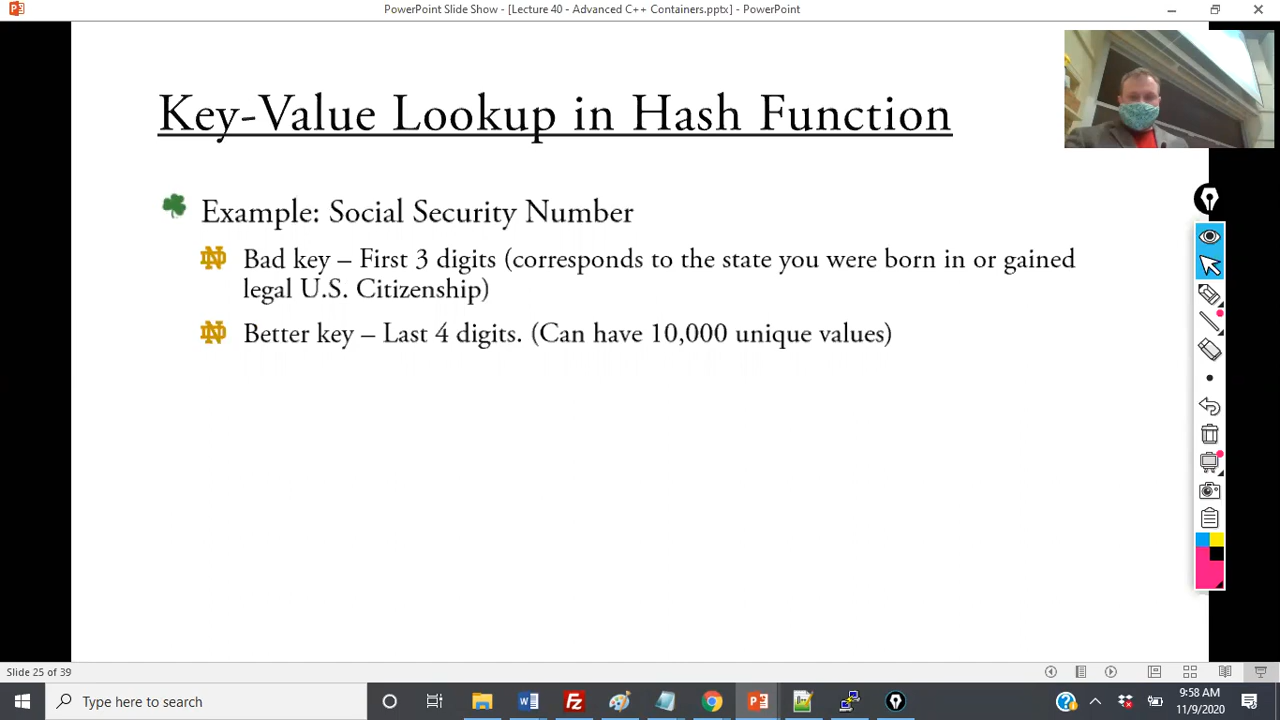 PowerPoint Slide Show - [Lecture 40 - Advanced C++ Containers.pptx] - PowerPoint
Key-Value Lookup in Hash Function
Example: Social Security Number
Bad key – First 3 digits (corresponds to the state you were born in or gained
legal U.S. Citizenship)
Better key – Last 4 digits. (Can have 10,000 unique values)
Slide 25 of 39
Type here to search
9:58 AM
11/9/2020